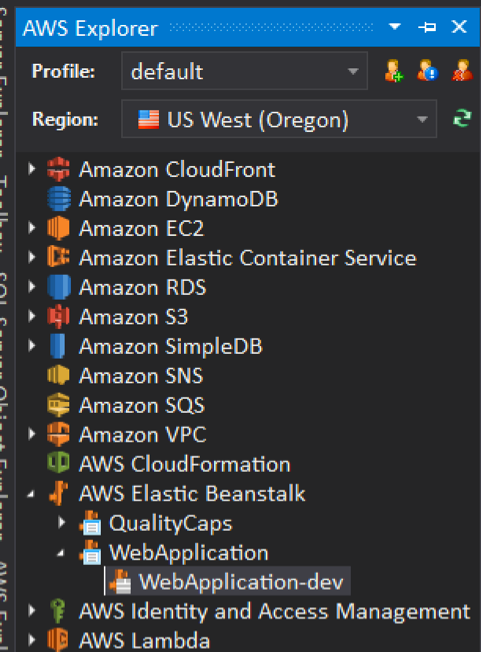 AWS Explorer
Profile: default
Region: US West (Oregon)
Amazon CloudFront
Amazon DynamoDB
Amazon EC2
Amazon Elastic Container Service
Amazon RDS
Amazon S3
Amazon SimpleDB
Amazon SNS
Amazon SQS
Amazon VPC
AWS CloudFormation
AWS Elastic Beanstalk
QualityCaps
WebApplication
WebApplication-dev
AWS Identity and Access Management
AWS Lambda